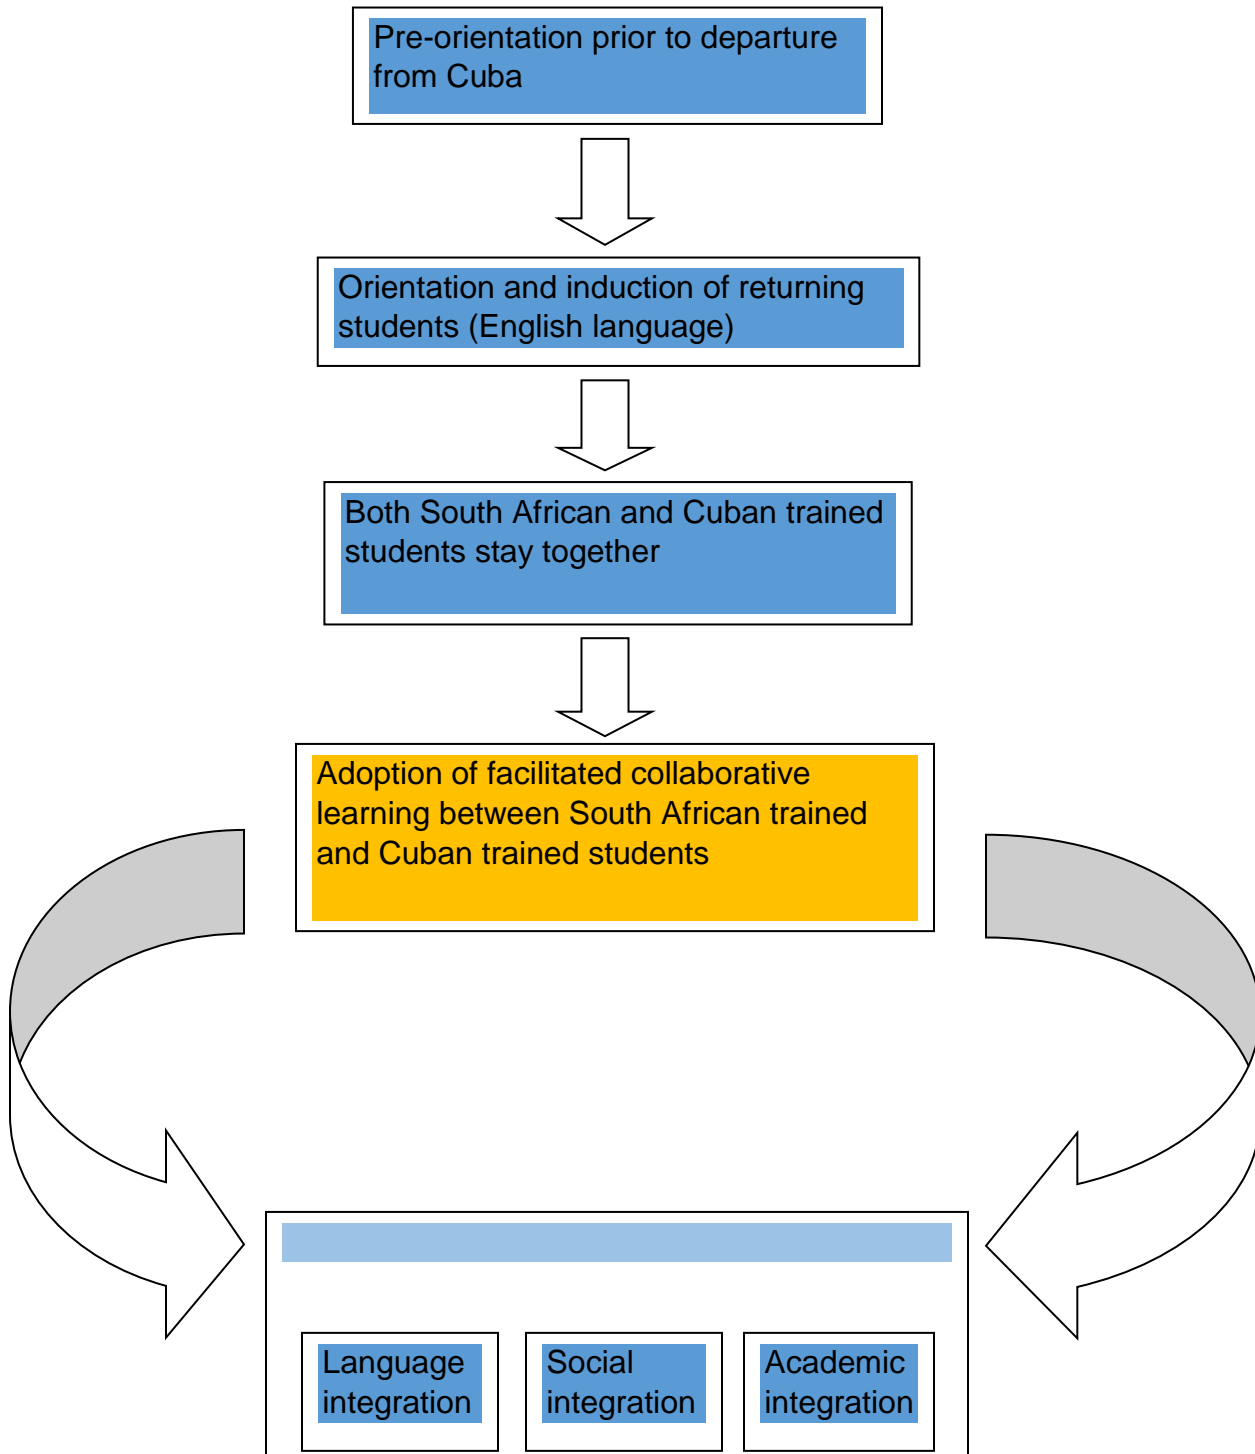 Pre-orientation prior to departure
from Cuba
Orientation and induction of returning
students (English language)
Both South African and Cuban trained
students stay together
Adoption of facilitated collaborative
learning between South African trained
and Cuban trained students
Language
integration
Social
integration
Academic
integration